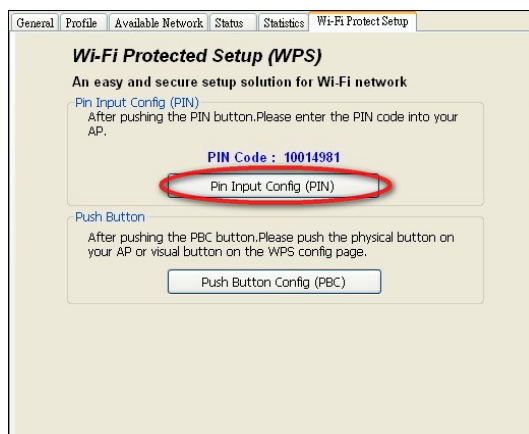 General Profile Available Network Status Statistics Wi-Fi Protect Setup
Wi-Fi Protected Setup (WPS)
An easy and secure setup solution for Wi-Fi network
Pin Input Config (PIN)
After pushing the PIN button.Please enter the PIN code into your
AP.
PIN Code : 10014981
Pin Input Config (PIN)
Push Button
After pushing the PBC button.Please push the physical button on
your AP or visual button on the WPS config page.
Push Button Config (PBC)